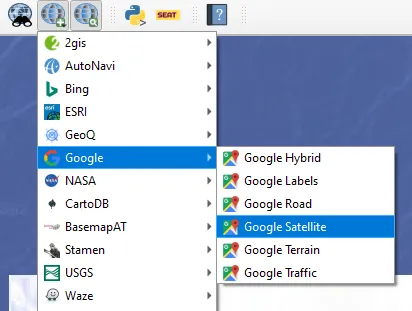 SEAT
?
2gis
AutoNavi
Bing
ESRI
esri
GeoQ
Google
NASA
CartoDB
BasemapAT
Stamen
USGS
Waze
Google Hybrid
Google Labels
Google Road
Google Satellite
Google Terrain
Google Traffic